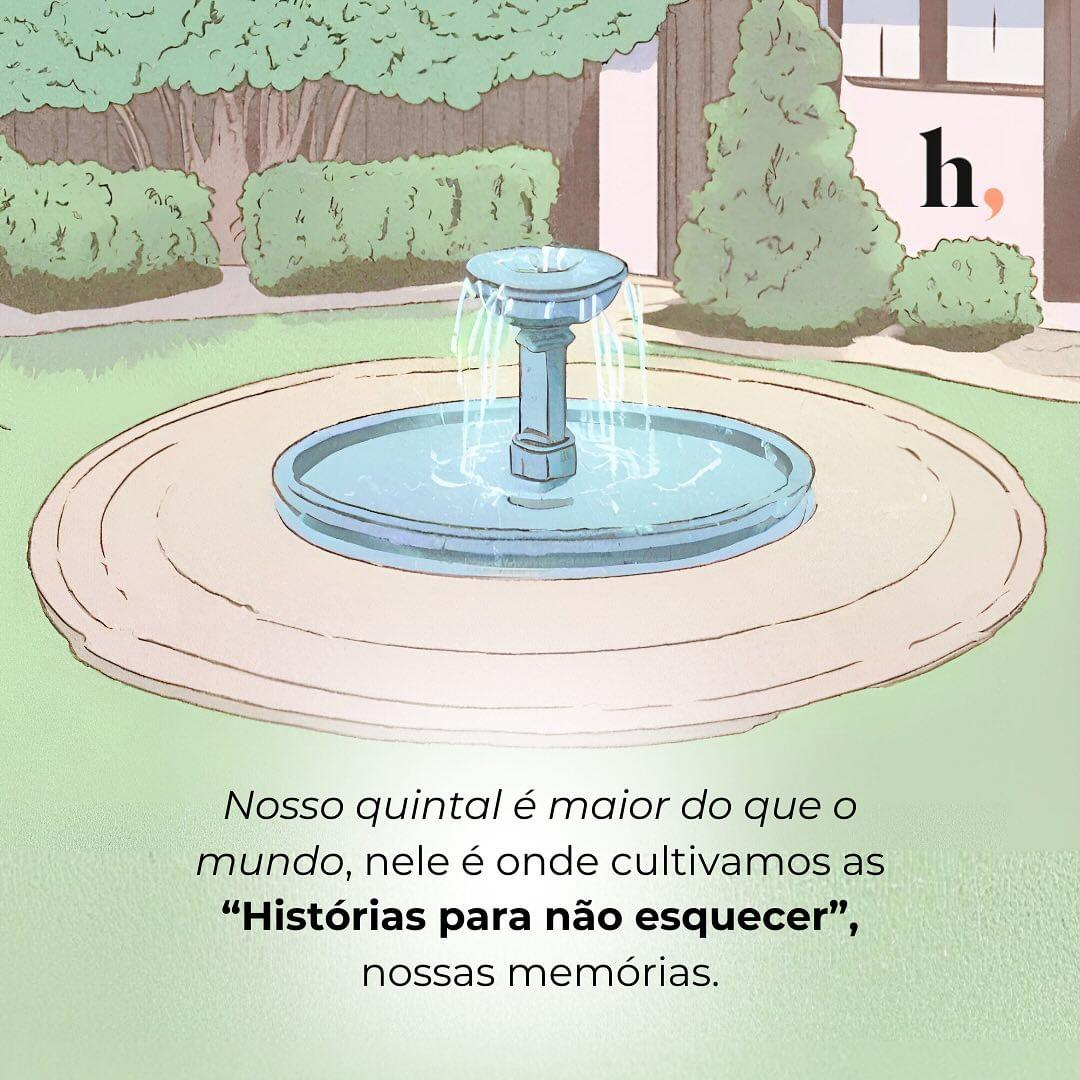 h,
Nosso quintal é maior do que o
mundo, nele é onde cultivamos as
“Histórias para não esquecer”,
nossas memórias.